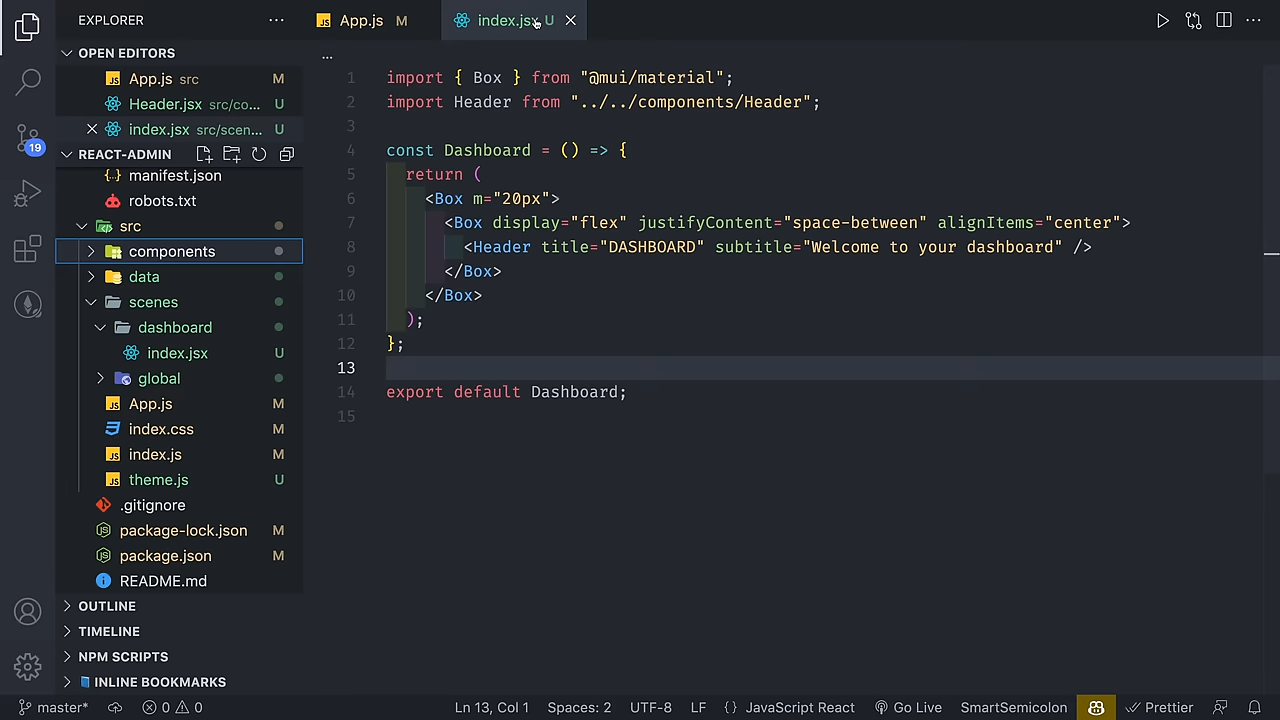 EXPLORER ...
App.js M
index.jsx U
OPEN EDITORS
App.js src M
Header.jsx src/co... U
index.jsx src/scen... U
REACT-ADMIN
manifest.json
robots.txt
src
components
data
scenes
dashboard
index.jsx U
global
App.js M
index.css M
index.js M
theme.js U
.gitignore
package-lock.json M
package.json M
README.md
OUTLINE
TIMELINE
NPM SCRIPTS
INLINE BOOKMARKS
19
...
1 import { Box } from "@mui/material";
2 import Header from "../../components/Header";
3
4 const Dashboard = () => {
5 return (
6 <Box m="20px">
7 <Box display="flex" justifyContent="space-between" alignItems="center">
8 <Header title="DASHBOARD" subtitle="Welcome to your dashboard" />
9 </Box>
10 </Box>
11 );
12 };
13
14 export default Dashboard;
15
master* 0 0 Ln 13, Col 1 Spaces: 2 UTF-8 LF {} JavaScript React Go Live SmartSemicolon Prettier